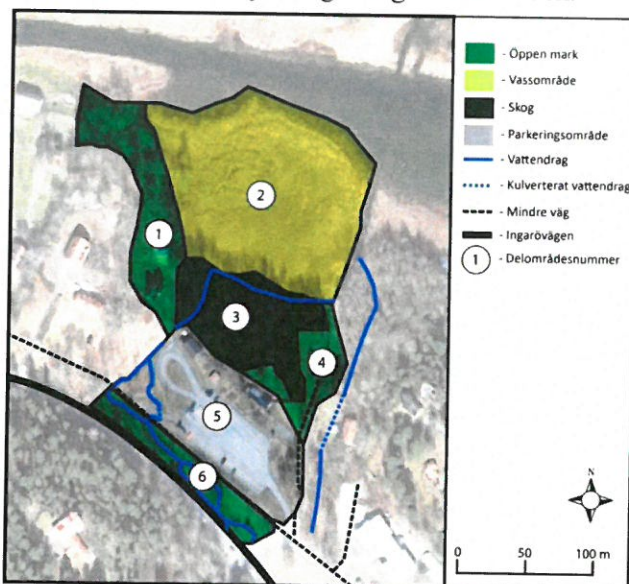 - Öppen mark
- Vassområde
- Skog
- Parkeringsområde
- Vattendrag
- Kulverterat vattendrag
- Mindre väg
- Ingarövägen
1 - Delområdesnummer
1
2
3
4
5
6
N
0 50 100 m